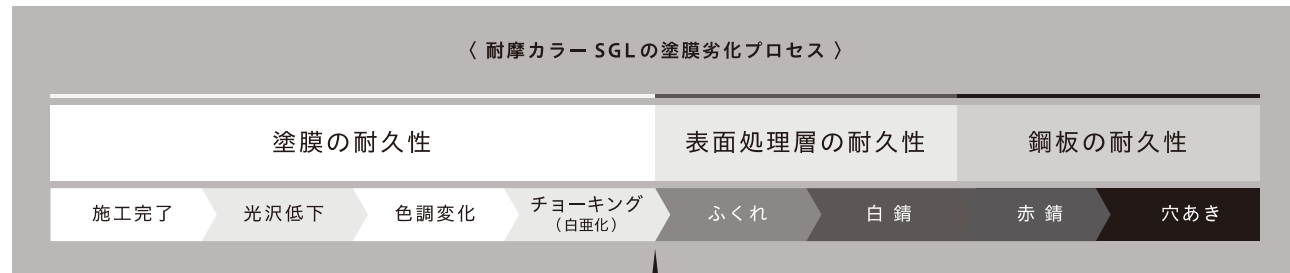 〈 耐摩カラー SGLの塗膜劣化プロセス 〉
塗膜の耐久性
表面処理層の耐久性
鋼板の耐久性
施工完了
光沢低下
色調変化
チョーキング
（白亜化）
ふくれ
白 錆
赤 錆
穴あき